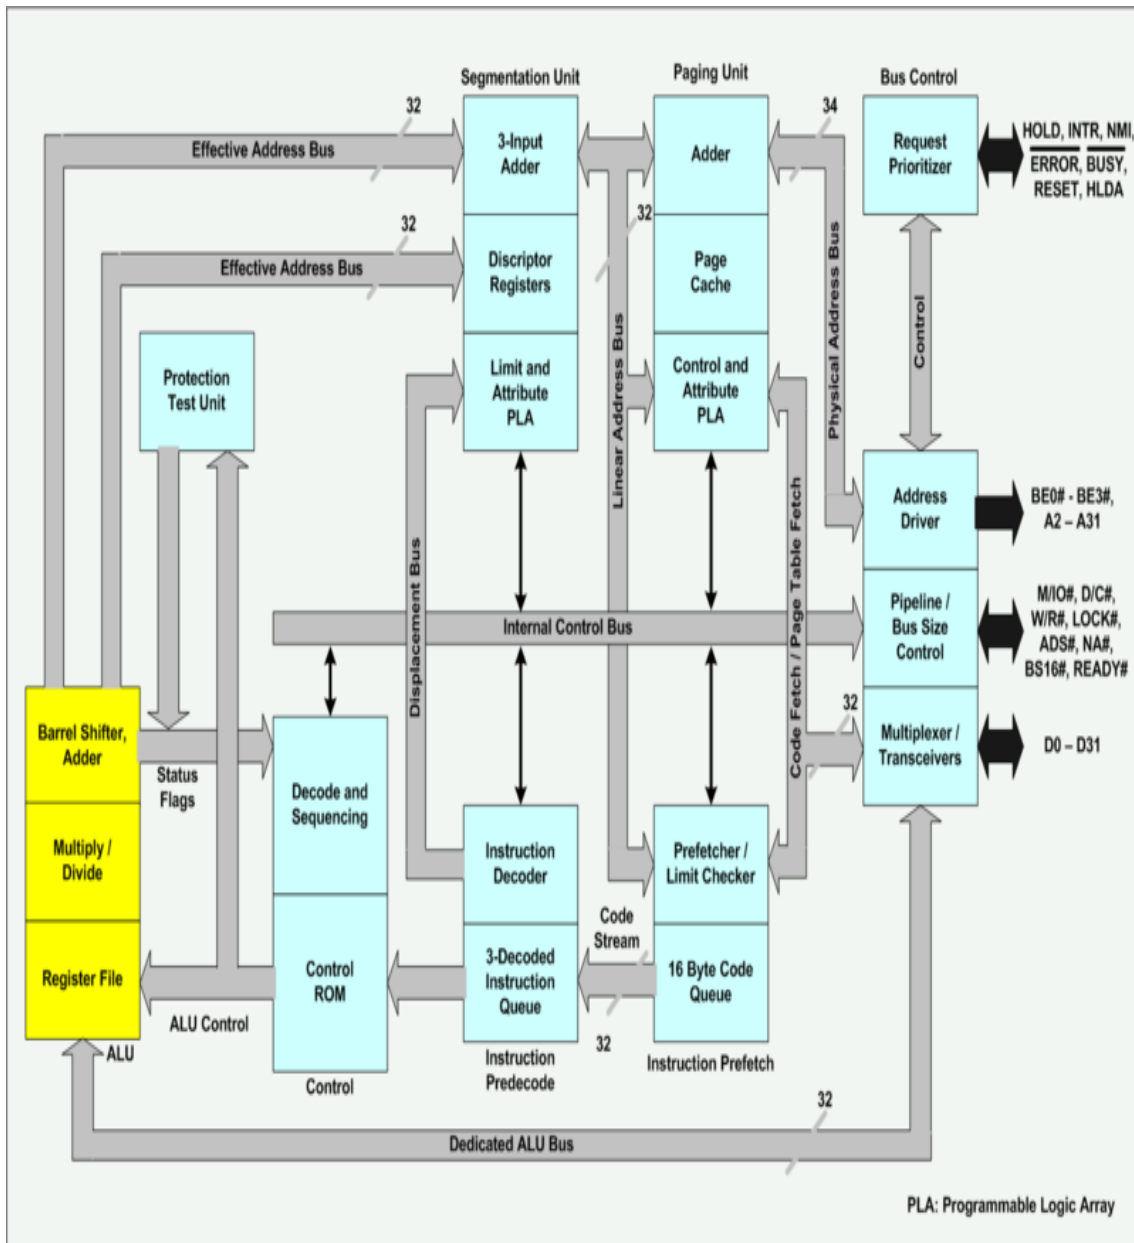 Segmentation Unit
Paging Unit
Bus Control
32
34
3-Input
Adder
Adder
Request
Prioritizer
HOLD, INTR, NMI,
ERROR, BUSY,
RESET, HLDA
Effective Address Bus
32
32
Effective Address Bus
Discriptor
Registers
Page
Cache
Physical Address Bus
Control
Protection
Test Unit
Limit and
Attribute
PLA
Linear Address Bus
Control and
Attribute
PLA
Address
Driver
BE0# - BE3#,
A2 – A31
Displacement Bus
Code Fetch / Page Table Fetch
Internal Control Bus
Pipeline /
Bus Size
Control
M/IO#, D/C#,
W/R#, LOCK#,
ADS#, NA#,
BS16#, READY#
Barrel Shifter,
Adder
Status
Flags
32
Multiplexer /
Transceivers
D0 – D31
Decode and
Sequencing
Multiply /
Divide
Instruction
Decoder
Prefetcher /
Limit Checker
Code
Stream
Register File
Control
ROM
3-Decoded
Instruction
Queue
16 Byte Code
Queue
ALU Control
32
ALU
Control
Instruction
Predecode
Instruction Prefetch
32
Dedicated ALU Bus
PLA: Programmable Logic Array